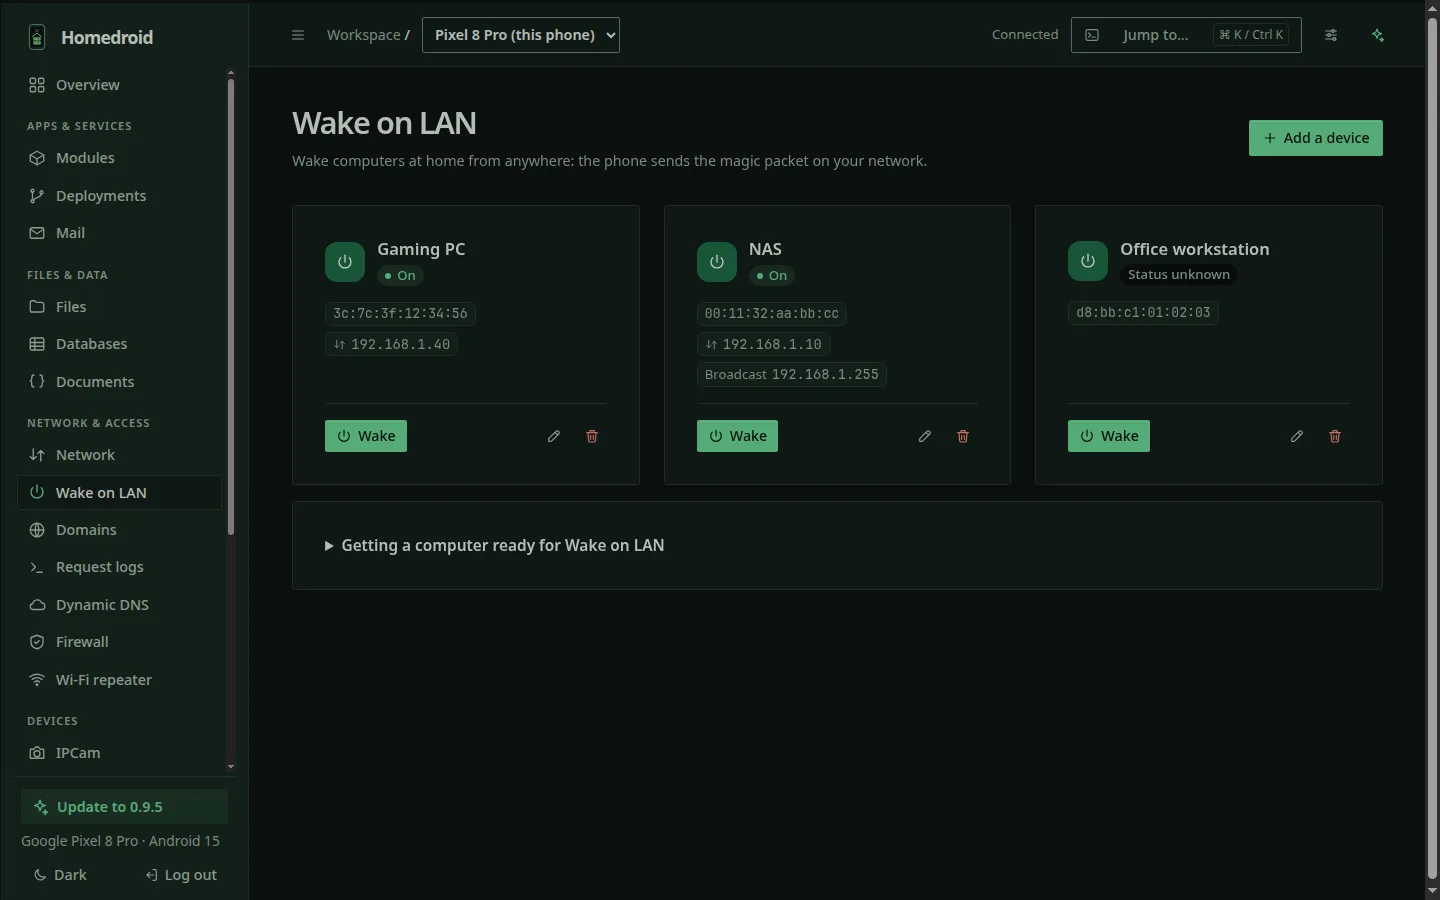 Homedroid
Overview
APPS & SERVICES
Modules
Deployments
Mail
FILES & DATA
Files
Databases
Documents
NETWORK & ACCESS
Network
Wake on LAN
Domains
Request logs
Dynamic DNS
Firewall
Wi-Fi repeater
DEVICES
IPCam
Update to 0.9.5
Google Pixel 8 Pro · Android 15
Dark Log out
Workspace / Pixel 8 Pro (this phone) Connected Jump to... ⌘ K / Ctrl K
Wake on LAN
Wake computers at home from anywhere: the phone sends the magic packet on your network.
Add a device
Gaming PC
On
3c:7c:3f:12:34:56
192.168.1.40
Wake
NAS
On
00:11:32:aa:bb:cc
192.168.1.10
Broadcast 192.168.1.255
Wake
Office workstation
Status unknown
d8:bb:c1:01:02:03
Wake
Getting a computer ready for Wake on LAN